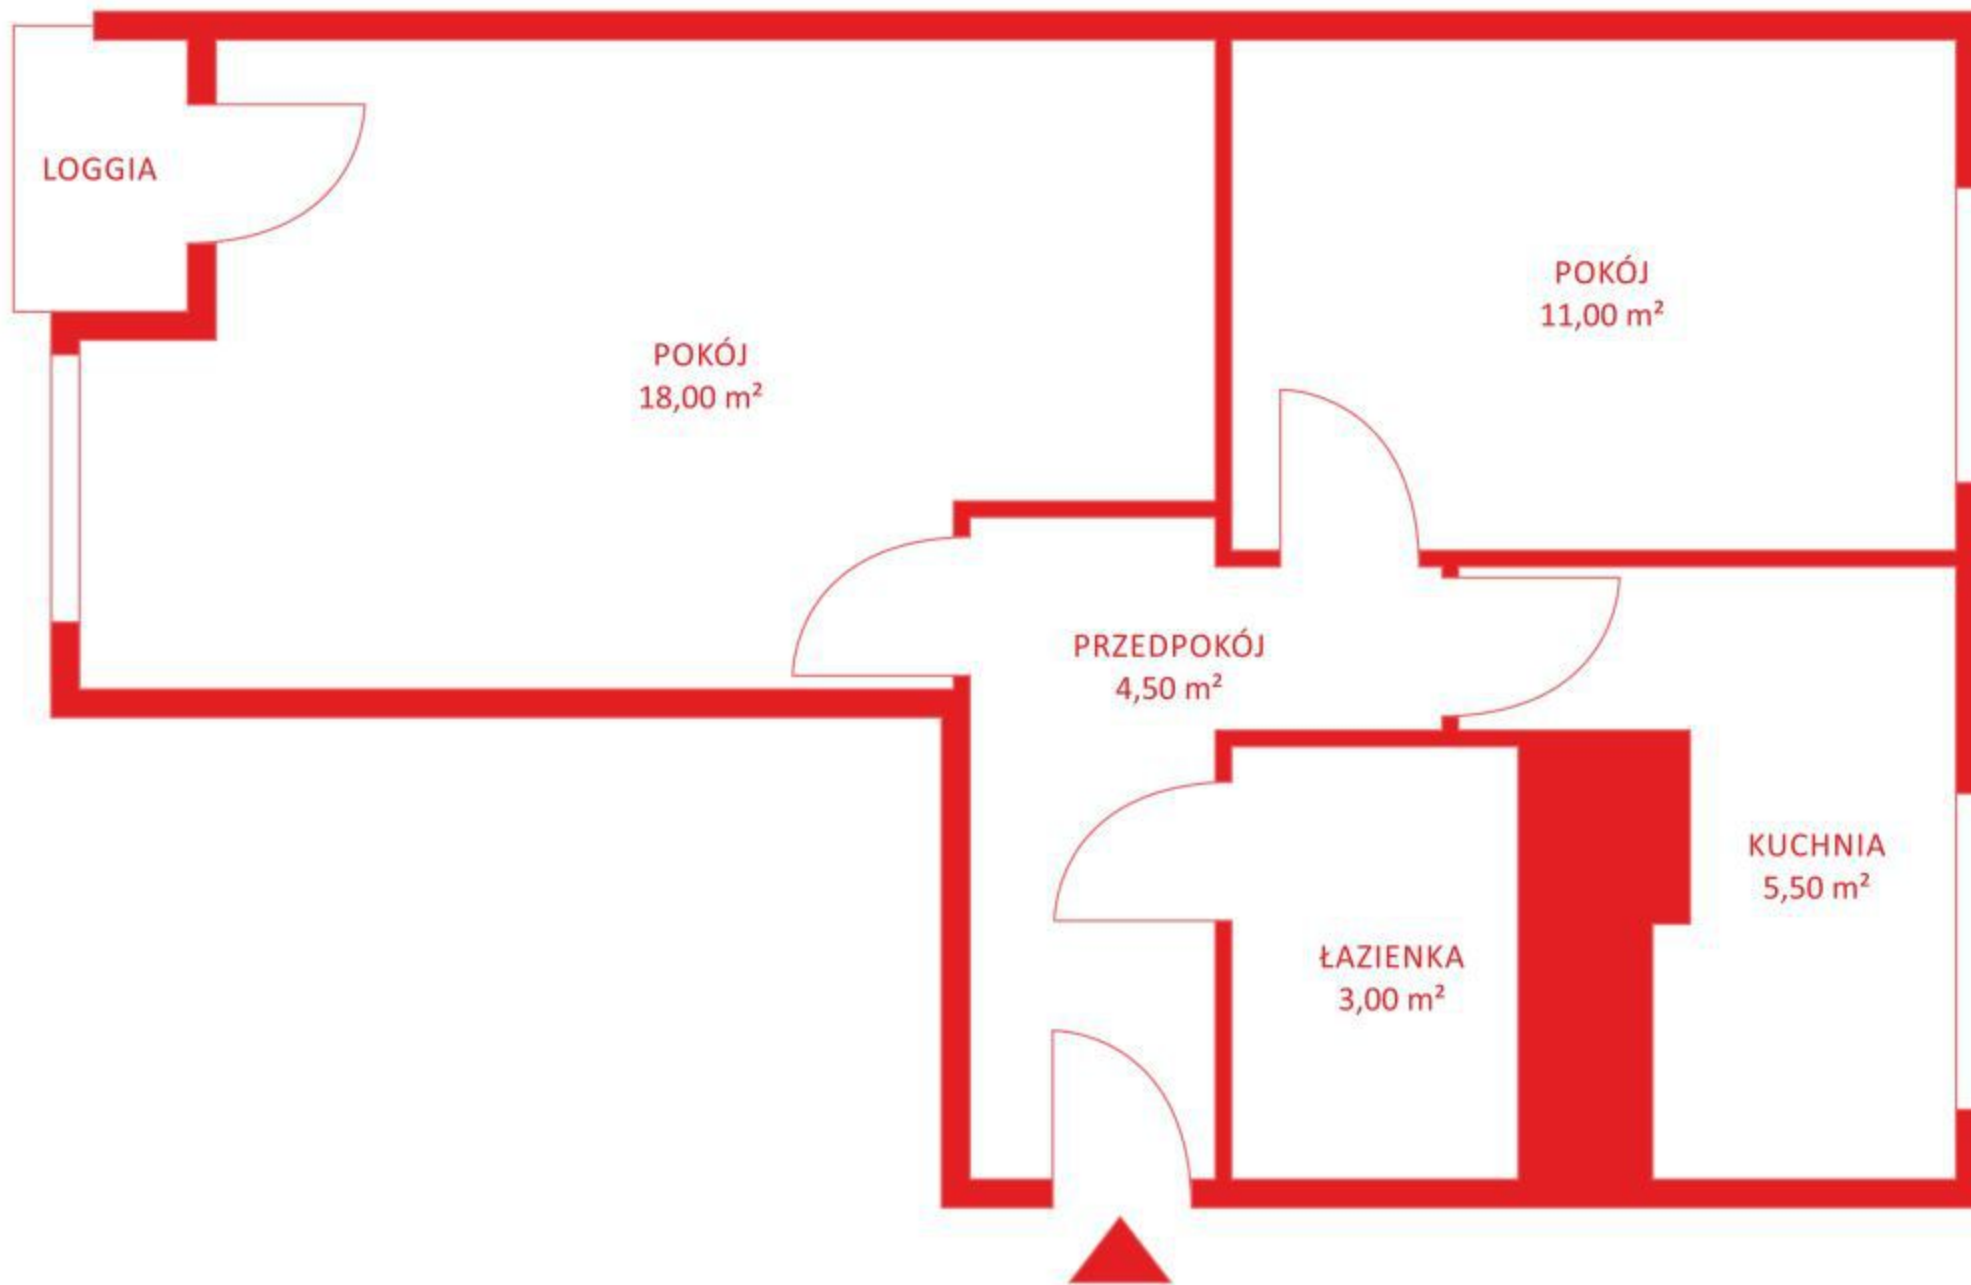 LOGGIA
POKÓJ
18,00 m²
POKÓJ
11,00 m²
PRZEDPOKÓJ
4,50 m²
KUCHNIA
5,50 m²
ŁAZIENKA
3,00 m²